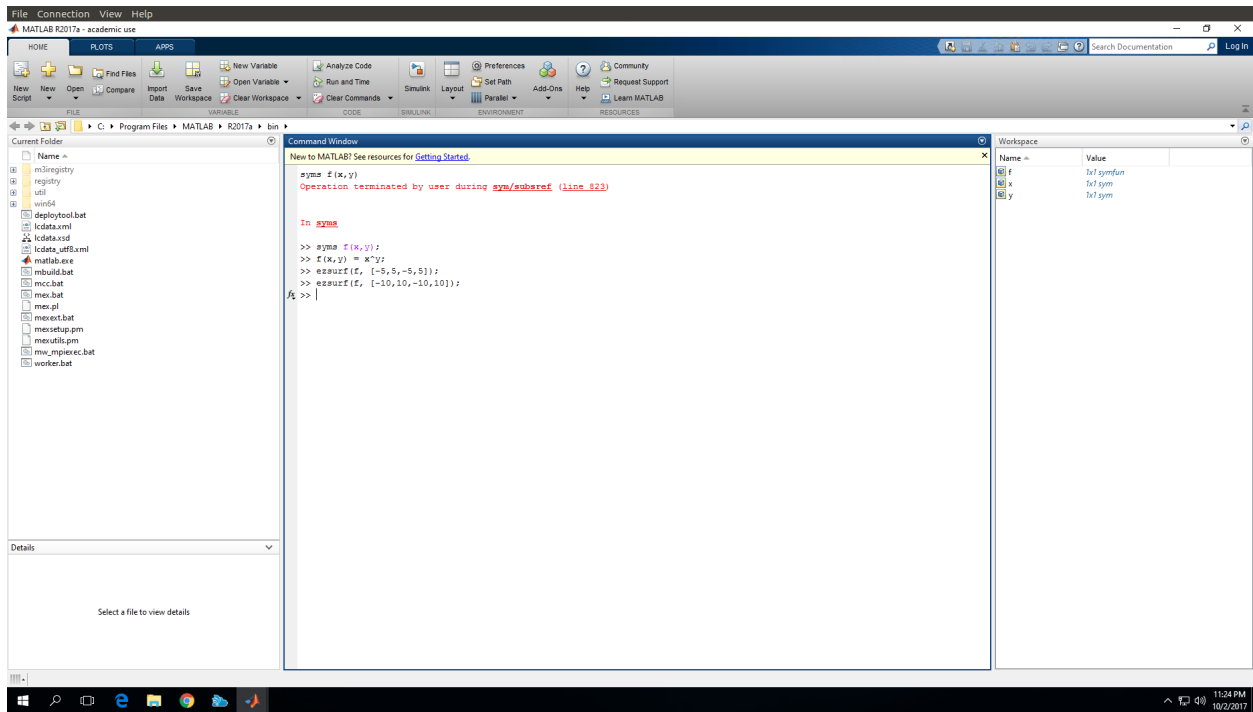 File Connection View Help
MATLAB R2017a - academic use
HOME PLOTS APPS
Search Documentation Log In
New Script
New
Open
Find Files
Compare
Import Data
Save Workspace
New Variable
Open Variable
Clear Workspace
Analyze Code
Run and Time
Clear Commands
Simulink
Layout
Preferences
Set Path
Parallel
Add-Ons
Help
Community
Request Support
Learn MATLAB
FILE VARIABLE CODE SIMULINK ENVIRONMENT RESOURCES
C: Program Files MATLAB R2017a bin
Current Folder
Name
m3iregistry
registry
util
win64
deploytool.bat
lcdata.xml
lcdata.xsd
lcdata_utf8.xml
matlab.exe
mbuild.bat
mcc.bat
mex.bat
mex.pl
mexext.bat
mexsetup.pm
mexutils.pm
mw_mpiexec.bat
worker.bat
Details
Select a file to view details
Command Window
New to MATLAB? See resources for Getting Started.
syms f(x,y)
Operation terminated by user during sym/subsref (line 823)
In syms
>> syms f(x,y);
>> f(x,y) = x^y;
>> ezsurf(f, [-5,5,-5,5]);
>> ezsurf(f, [-10,10,-10,10]);
fx >>
Workspace
Name Value
f 1x1 symfun
x 1x1 sym
y 1x1 sym
11:24 PM
10/2/2017